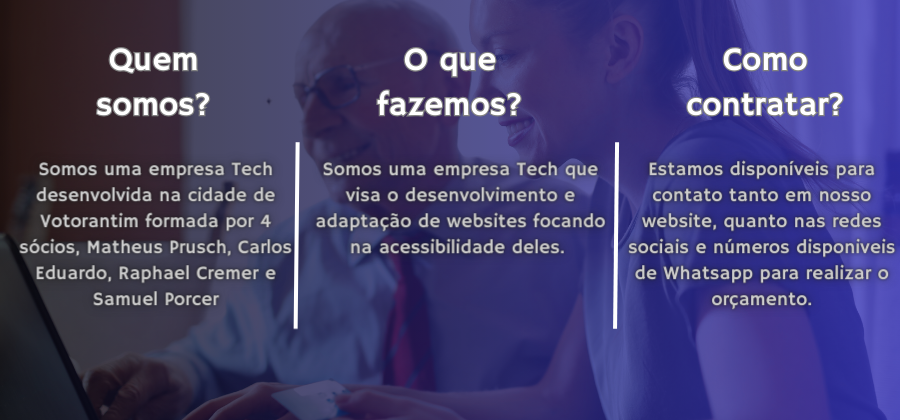 Quem
somos?
Somos uma empresa Tech
desenvolvida na cidade de
Votorantim formada por 4
sócios, Matheus Prusch, Carlos
Eduardo, Raphael Cremer e
Samuel Porcer
O que
fazemos?
Somos uma empresa Tech que
visa o desenvolvimento e
adaptação de websites focando
na acessibilidade deles.
Como
contratar?
Estamos disponíveis para
contato tanto em nosso
website, quanto nas redes
sociais e números disponiveis
de Whatsapp para realizar o
orçamento.